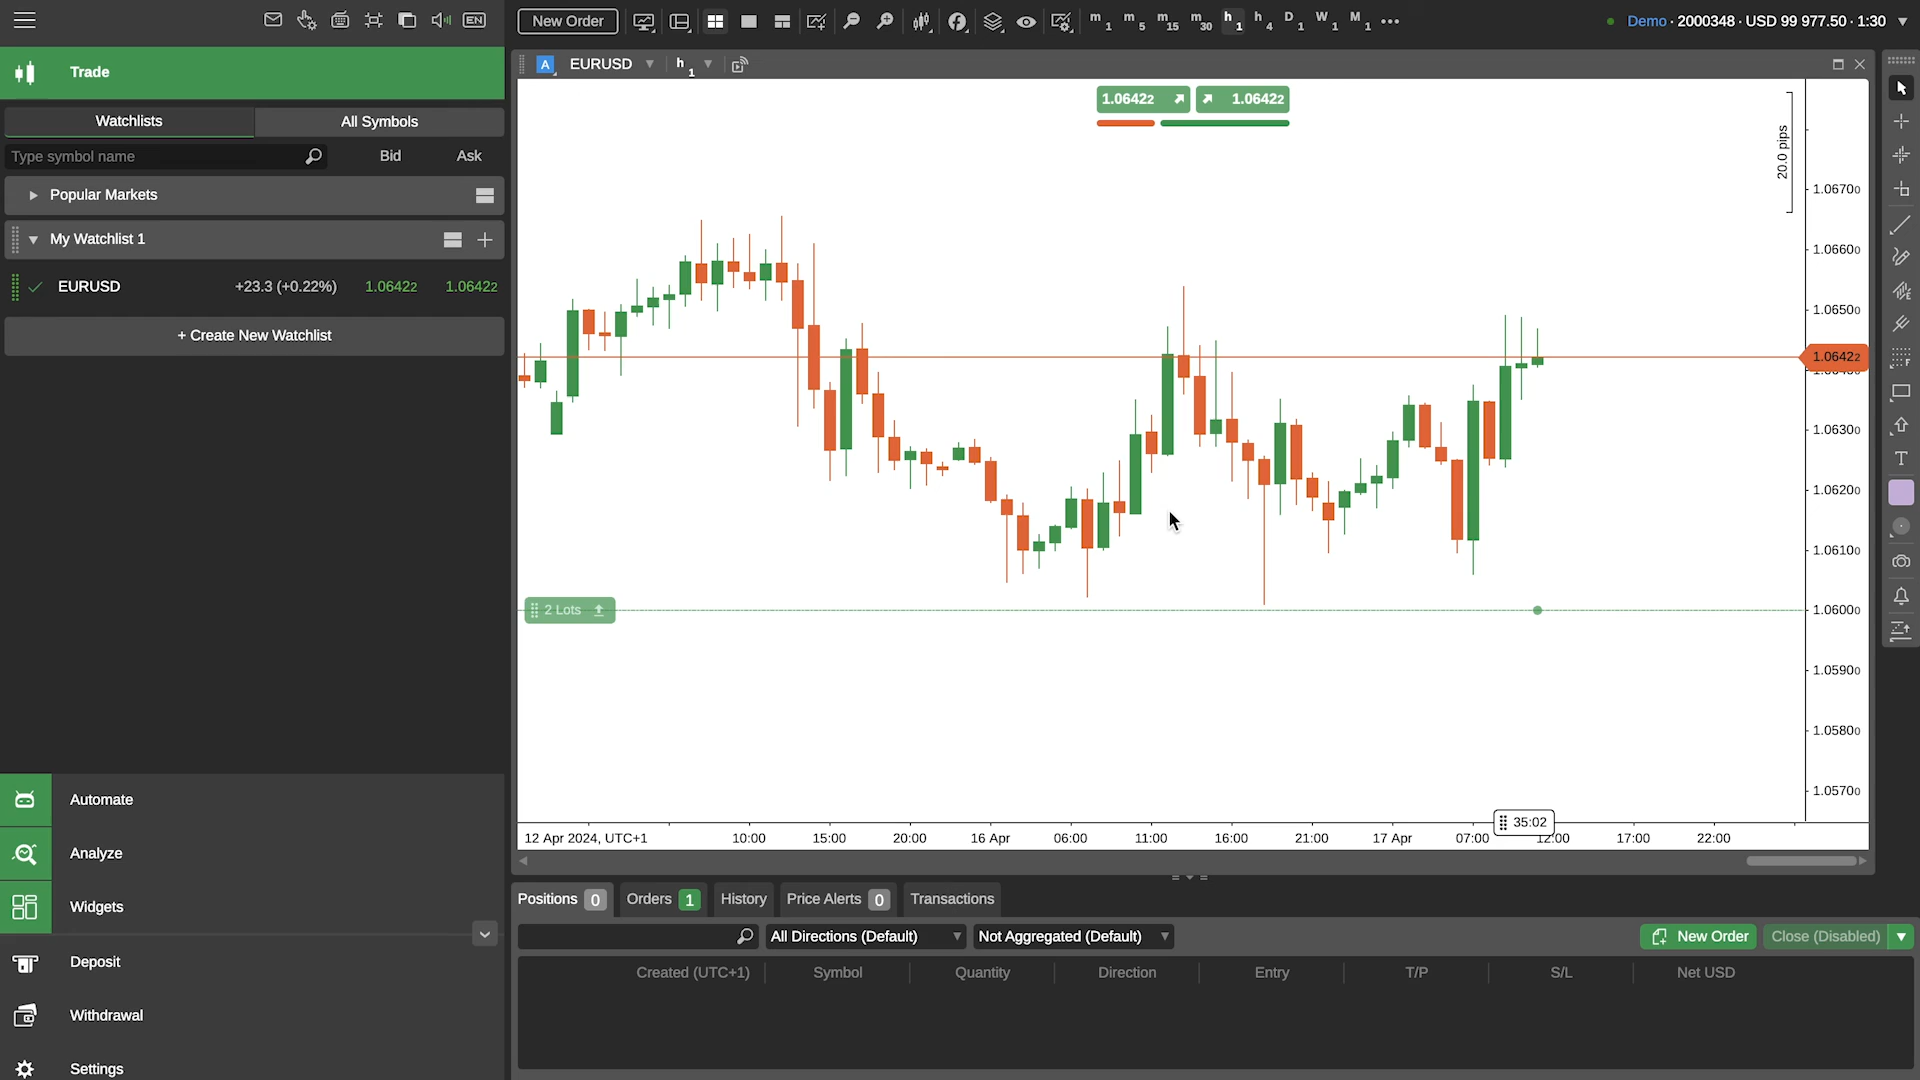 EN
New Order
m1 m5 m15 m30 h1 h4 D1 W1 M1
Demo · 2000348 · USD 99 977.50 · 1:30
Trade
A EURUSD h1
Watchlists
All Symbols
Type symbol name
Bid
Ask
Popular Markets
My Watchlist 1
EURUSD +23.3 (+0.22%) 1.06422 1.06422
+ Create New Watchlist
1.06422 1.06422
20.0 pips
1.06700
1.06600
1.06500
1.06422
1.06300
1.06200
1.06100
1.06000
1.05900
1.05800
1.05700
2 Lots
35:02
12 Apr 2024, UTC+1 10:00 15:00 20:00 16 Apr 06:00 11:00 16:00 21:00 17 Apr 07:00 12:00 17:00 22:00
E
F
T
Automate
Analyze
Widgets
Deposit
Withdrawal
Settings
Positions 0 Orders 1 History Price Alerts 0 Transactions
All Directions (Default) Not Aggregated (Default) New Order Close (Disabled)
Created (UTC+1) Symbol Quantity Direction Entry T/P S/L Net USD